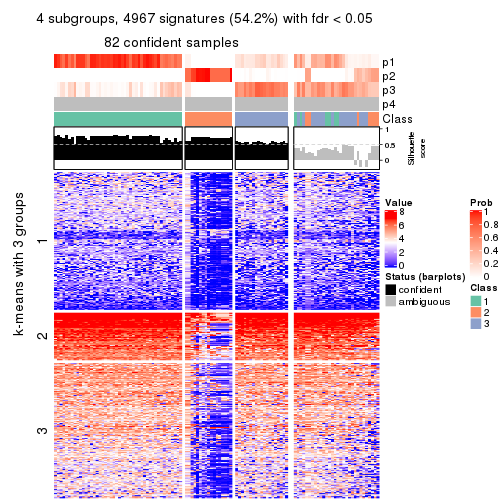 4 subgroups, 4967 signatures (54.2%) with fdr < 0.05
82 confident samples
p1
p2
p3
p4
Class
1
0.5
0
Silhouette
score
k-means with 3 groups
1
2
3
Value
8
6
4
2
0
Status (barplots)
confident
ambiguous
Prob
1
0.8
0.6
0.4
0.2
0
Class
1
2
3